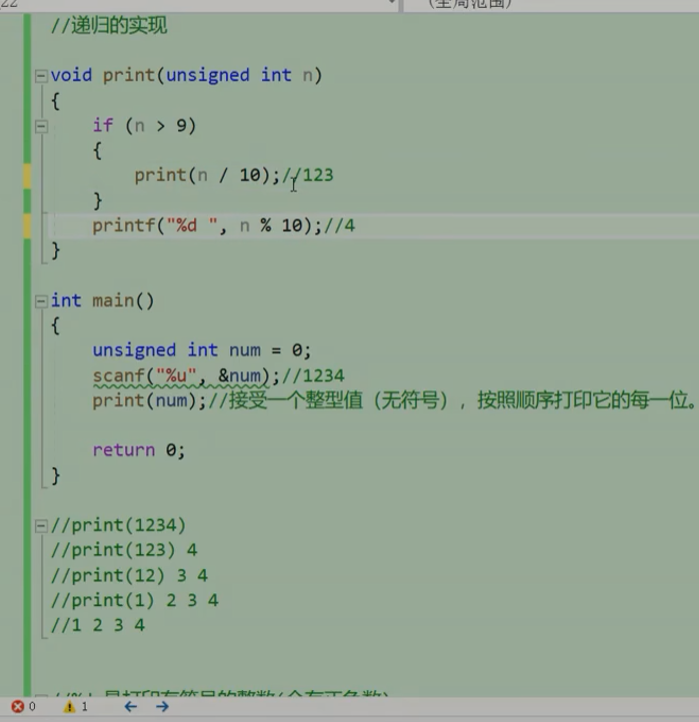 22
(全局范围)
//递归的实现
void print(unsigned int n)
{
if (n > 9)
{
print(n / 10);//123
}
printf("%d ", n % 10);//4
}
int main()
{
unsigned int num = 0;
scanf("%u", &num);//1234
print(num);//接受一个整型值（无符号），按照顺序打印它的每一位。
return 0;
}
//print(1234)
//print(123) 4
//print(12) 3 4
//print(1) 2 3 4
//1 2 3 4
0 1